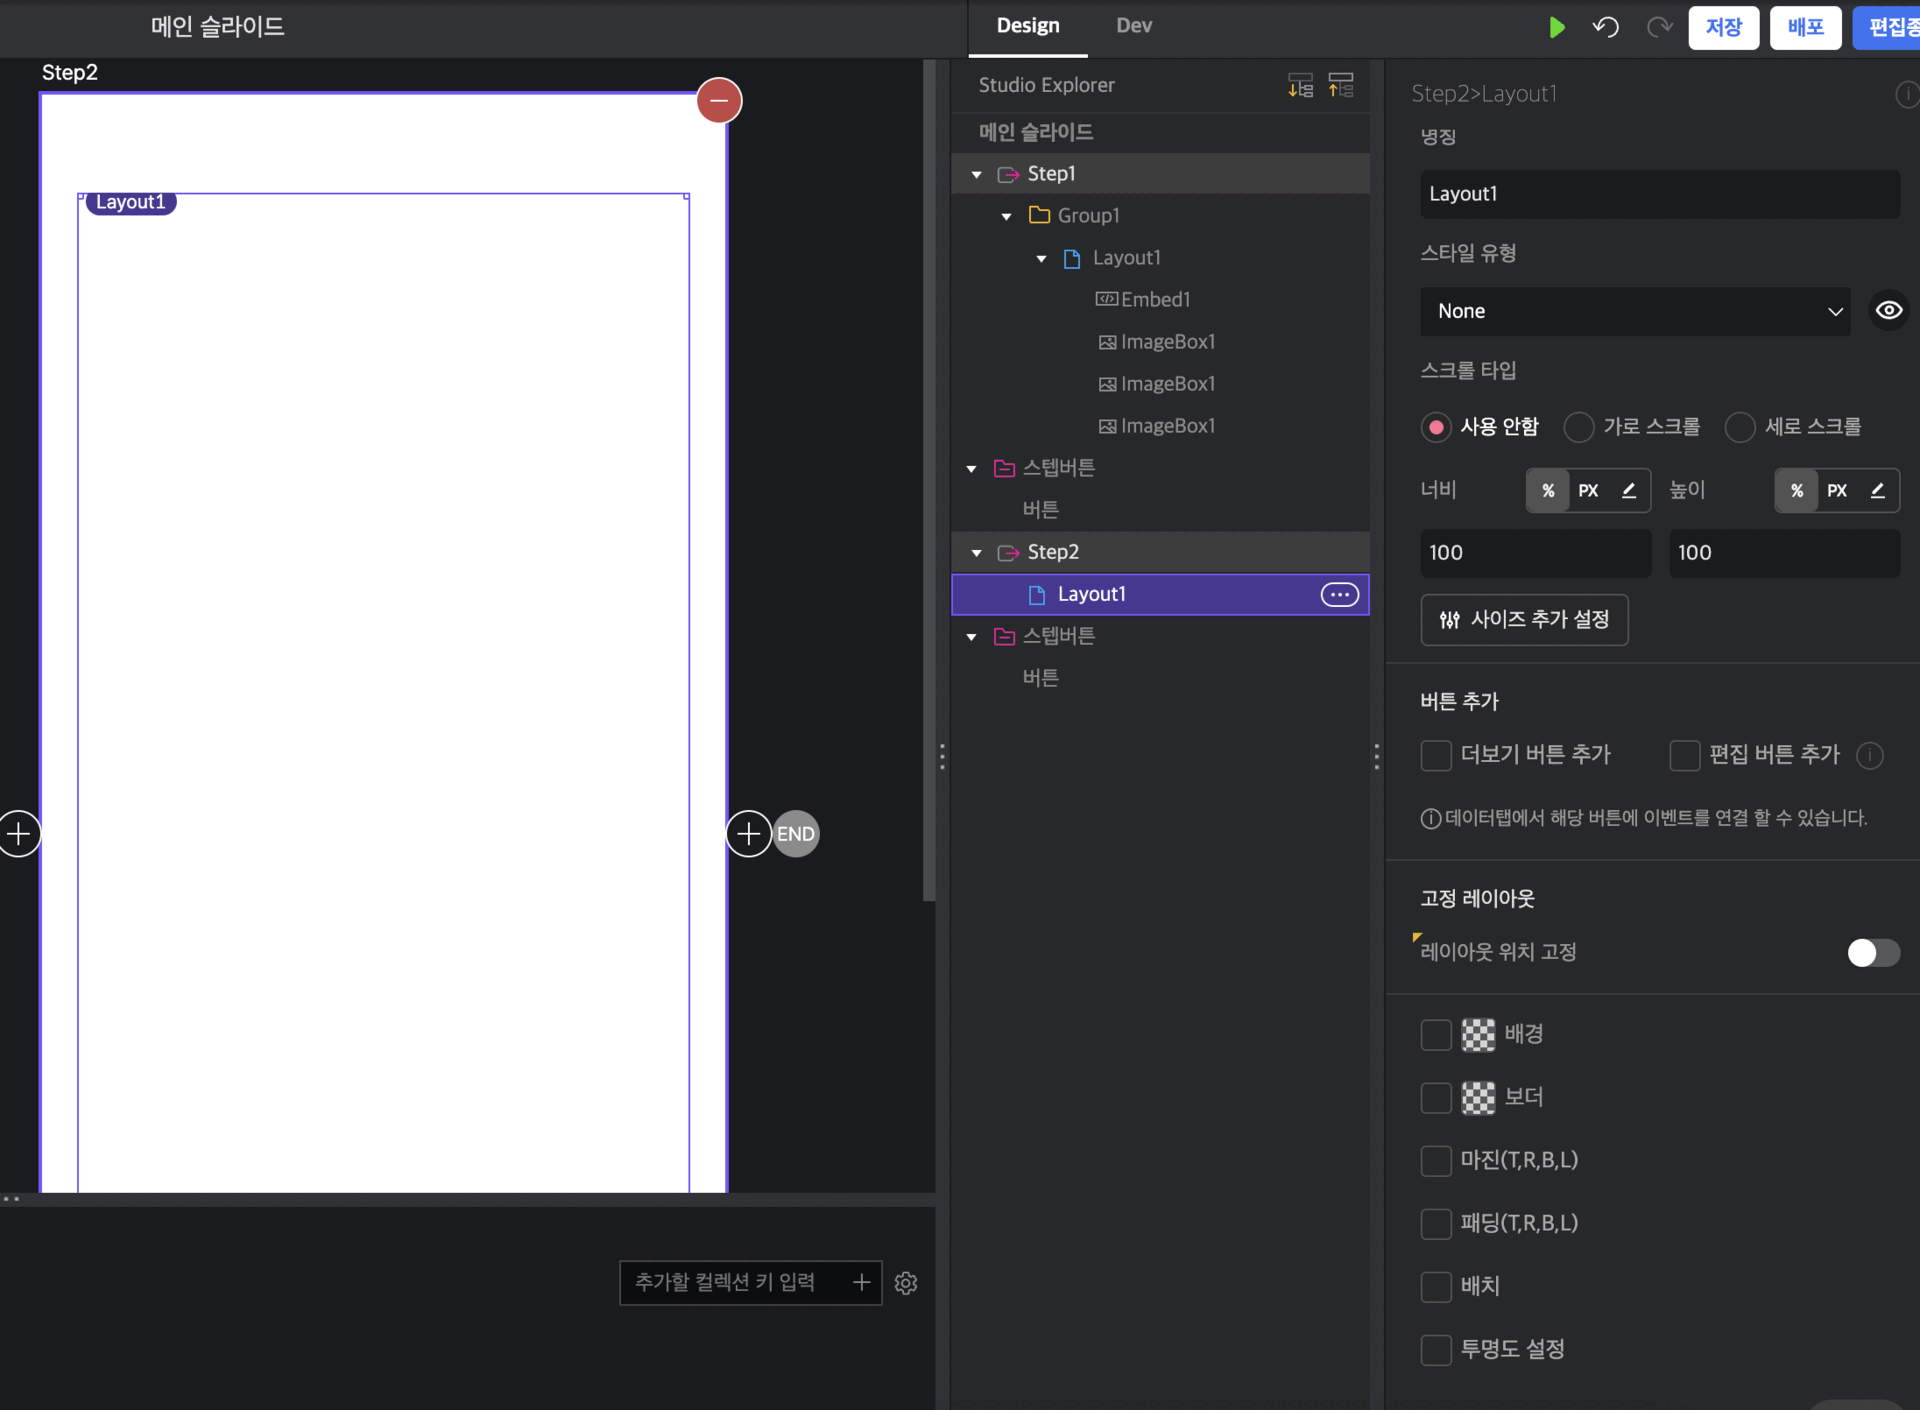 메인 슬라이드
Design
Dev
저장
배포
편집종
Step2
Layout1
END
추가할 컬렉션 키 입력
Studio Explorer
메인 슬라이드
Step1
Group1
Layout1
Embed1
ImageBox1
ImageBox1
ImageBox1
스텝버튼
버튼
Step2
Layout1
스텝버튼
버튼
Step2>Layout1
명징
Layout1
스타일 유형
None
스크롤 타입
사용 안함 가로 스크롤 세로 스크롤
너비 % PX 높이 % PX
100 100
사이즈 추가 설정
버튼 추가
더보기 버튼 추가 편집 버튼 추가
데이터탭에서 해당 버튼에 이벤트를 연결 할 수 있습니다.
고정 레이아웃
레이아웃 위치 고정
배경
보더
마진(T,R,B,L)
패딩(T,R,B,L)
배치
투명도 설정